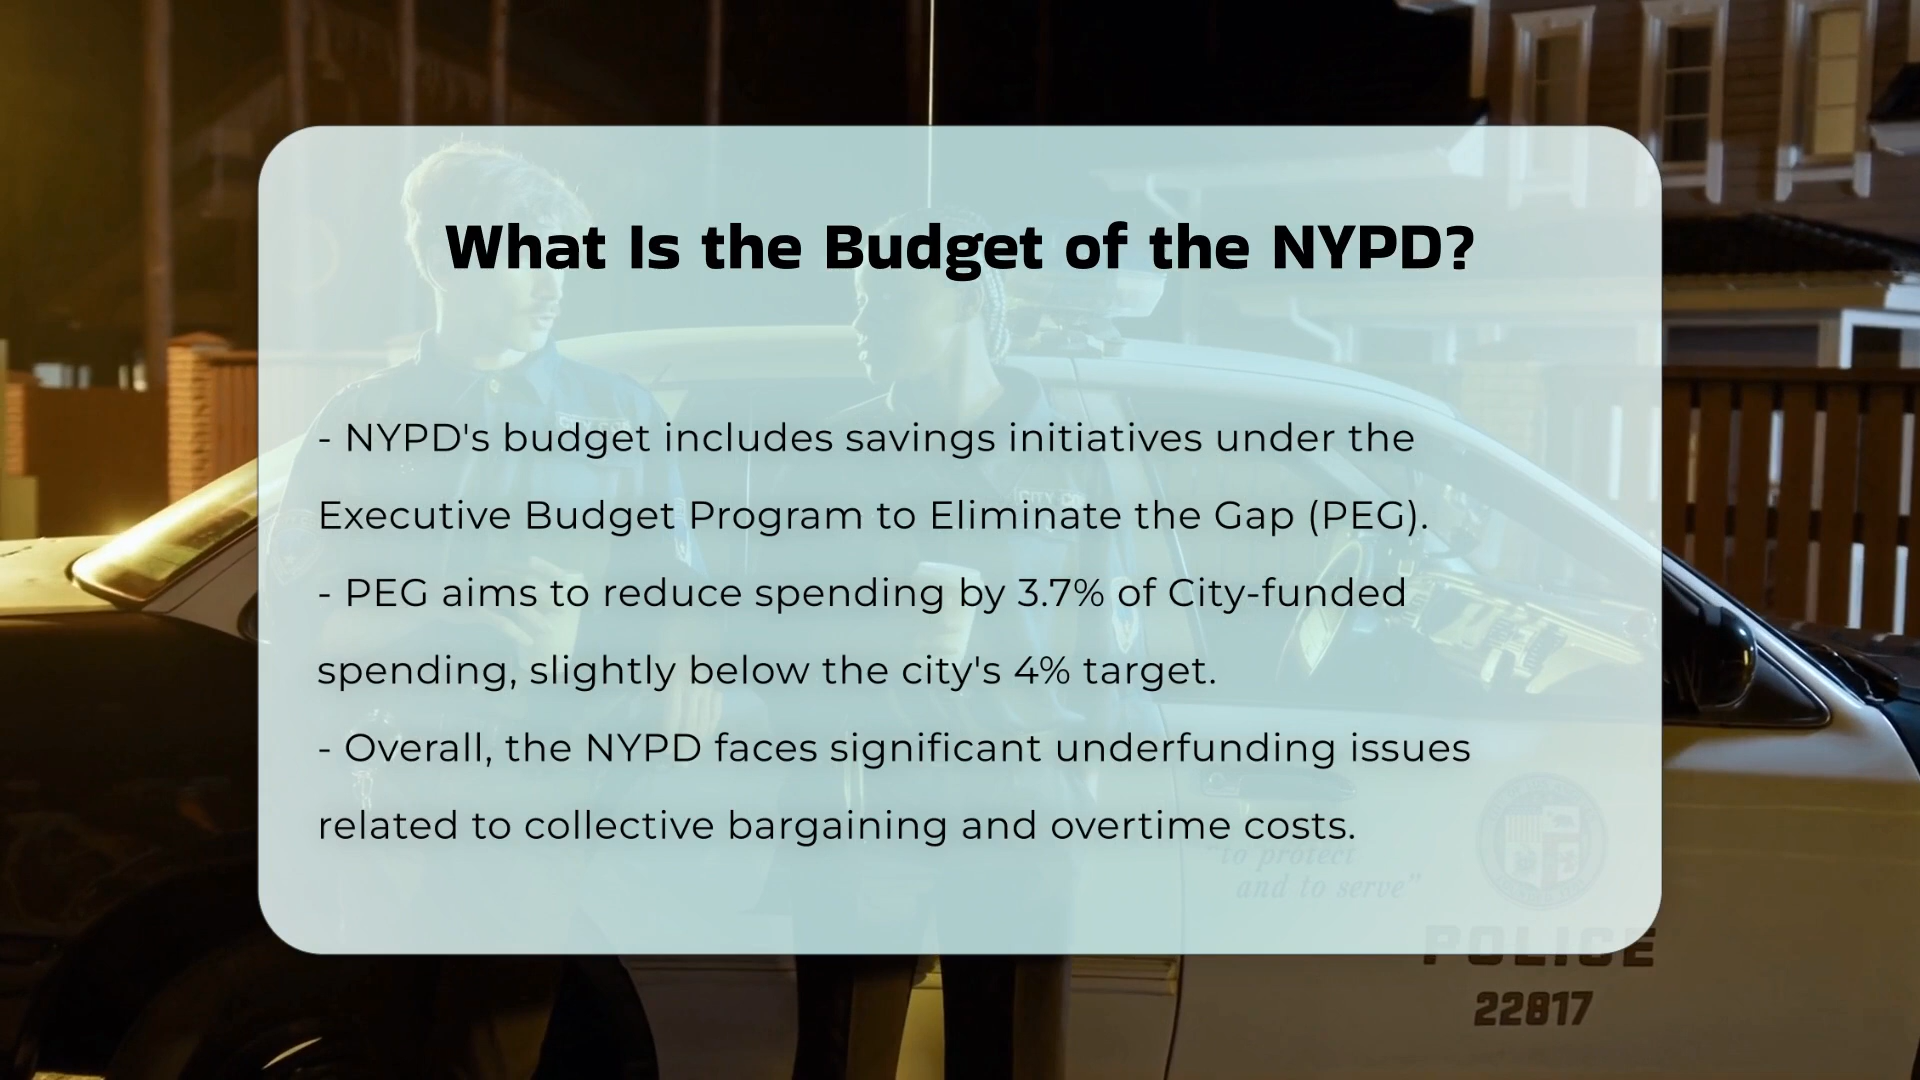 What Is the Budget of the NYPD?
- NYPD's budget includes savings initiatives under the
Executive Budget Program to Eliminate the Gap (PEG).
- PEG aims to reduce spending by 3.7% of City-funded
spending, slightly below the city's 4% target.
- Overall, the NYPD faces significant underfunding issues
related to collective bargaining and overtime costs.
"to protect
and to serve"
POLICE
22817